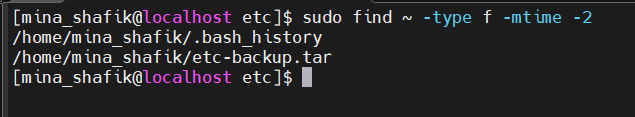 [mina_shafik@localhost etc]$ sudo find ~ -type f -mtime -2
/home/mina_shafik/.bash_history
/home/mina_shafik/etc-backup.tar
[mina_shafik@localhost etc]$